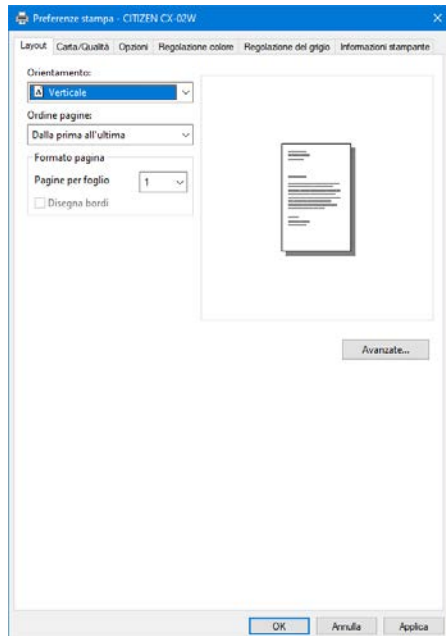 Preferenze stampa - CITIZEN CX-02W
Layout Carta/Qualità Opzioni Regolazione colore Regolazione del grigio Informazioni stampante
Orientamento:
A Verticale
Ordine pagine:
Dalla prima all'ultima
Formato pagina
Pagine per foglio 1
Disegna bordi
Avanzate...
OK Annulla Applica